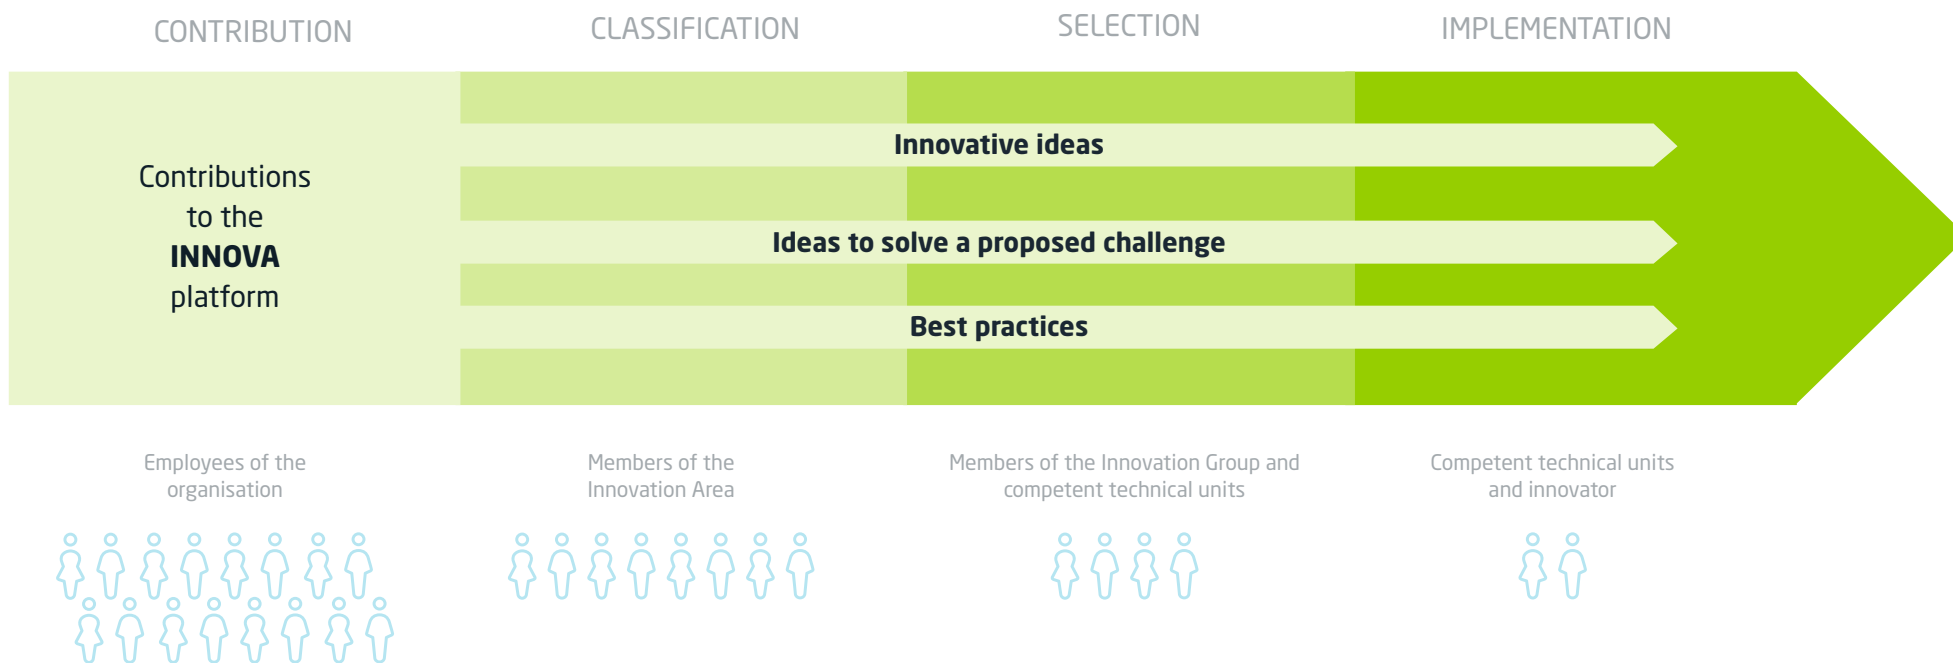 CONTRIBUTION
CLASSIFICATION
SELECTION
IMPLEMENTATION
Contributions
to the
INNOVA
platform
Innovative ideas
Ideas to solve a proposed challenge
Best practices
Employees of the
organisation
Members of the
Innovation Area
Members of the Innovation Group and
competent technical units
Competent technical units
and innovator